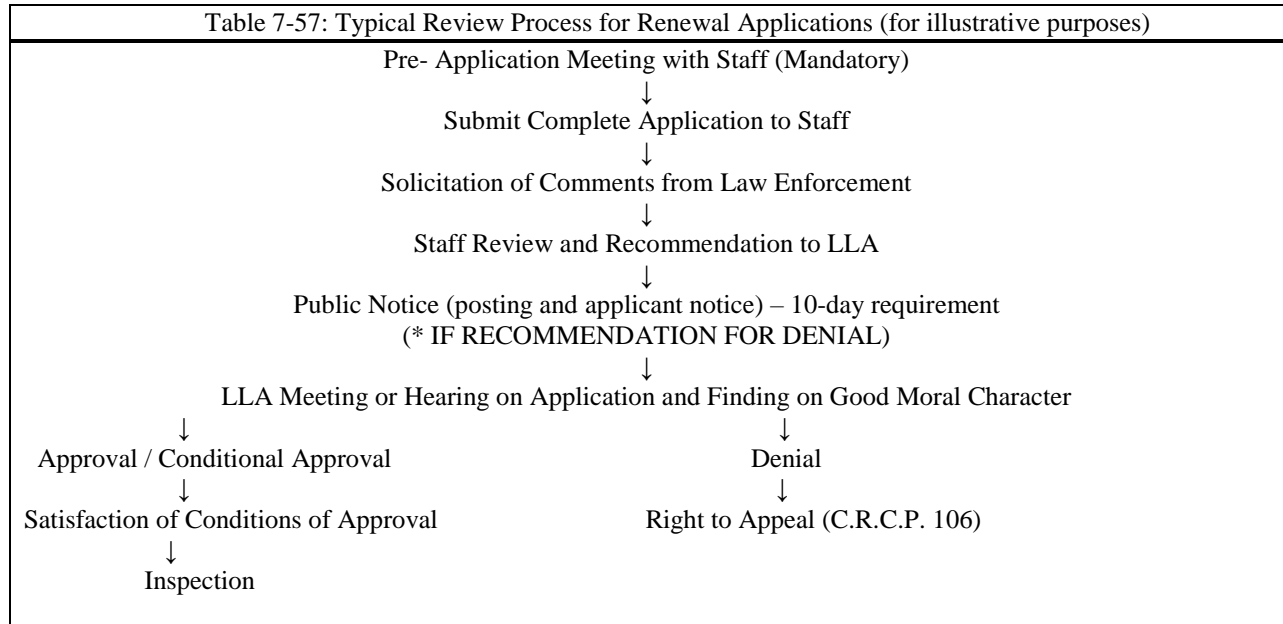 Table 7-57: Typical Review Process for Renewal Applications (for illustrative purposes)
Pre- Application Meeting with Staff (Mandatory)
↓
Submit Complete Application to Staff
↓
Solicitation of Comments from Law Enforcement
↓
Staff Review and Recommendation to LLA
↓
Public Notice (posting and applicant notice) – 10-day requirement
(* IF RECOMMENDATION FOR DENIAL)
↓
LLA Meeting or Hearing on Application and Finding on Good Moral Character
↓ ↓
Approval / Conditional Approval Denial
↓ ↓
Satisfaction of Conditions of Approval Right to Appeal (C.R.C.P. 106)
↓
Inspection